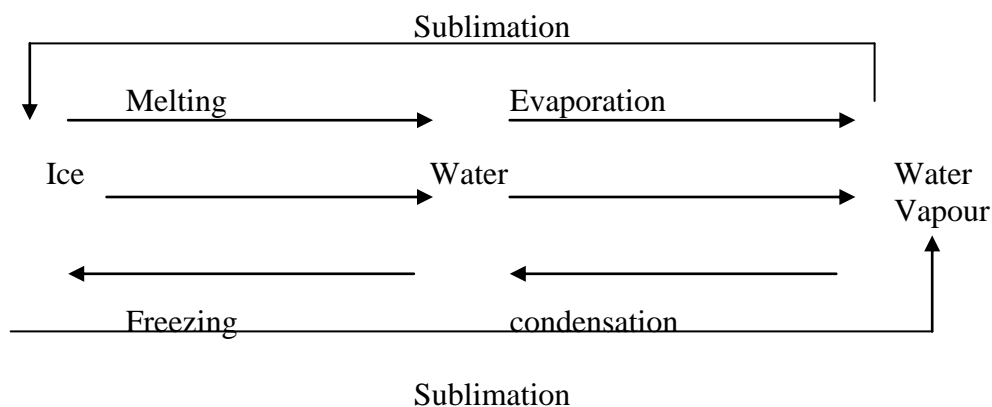 Sublimation
Melting Evaporation
Ice Water Water
Vapour
Freezing condensation
Sublimation